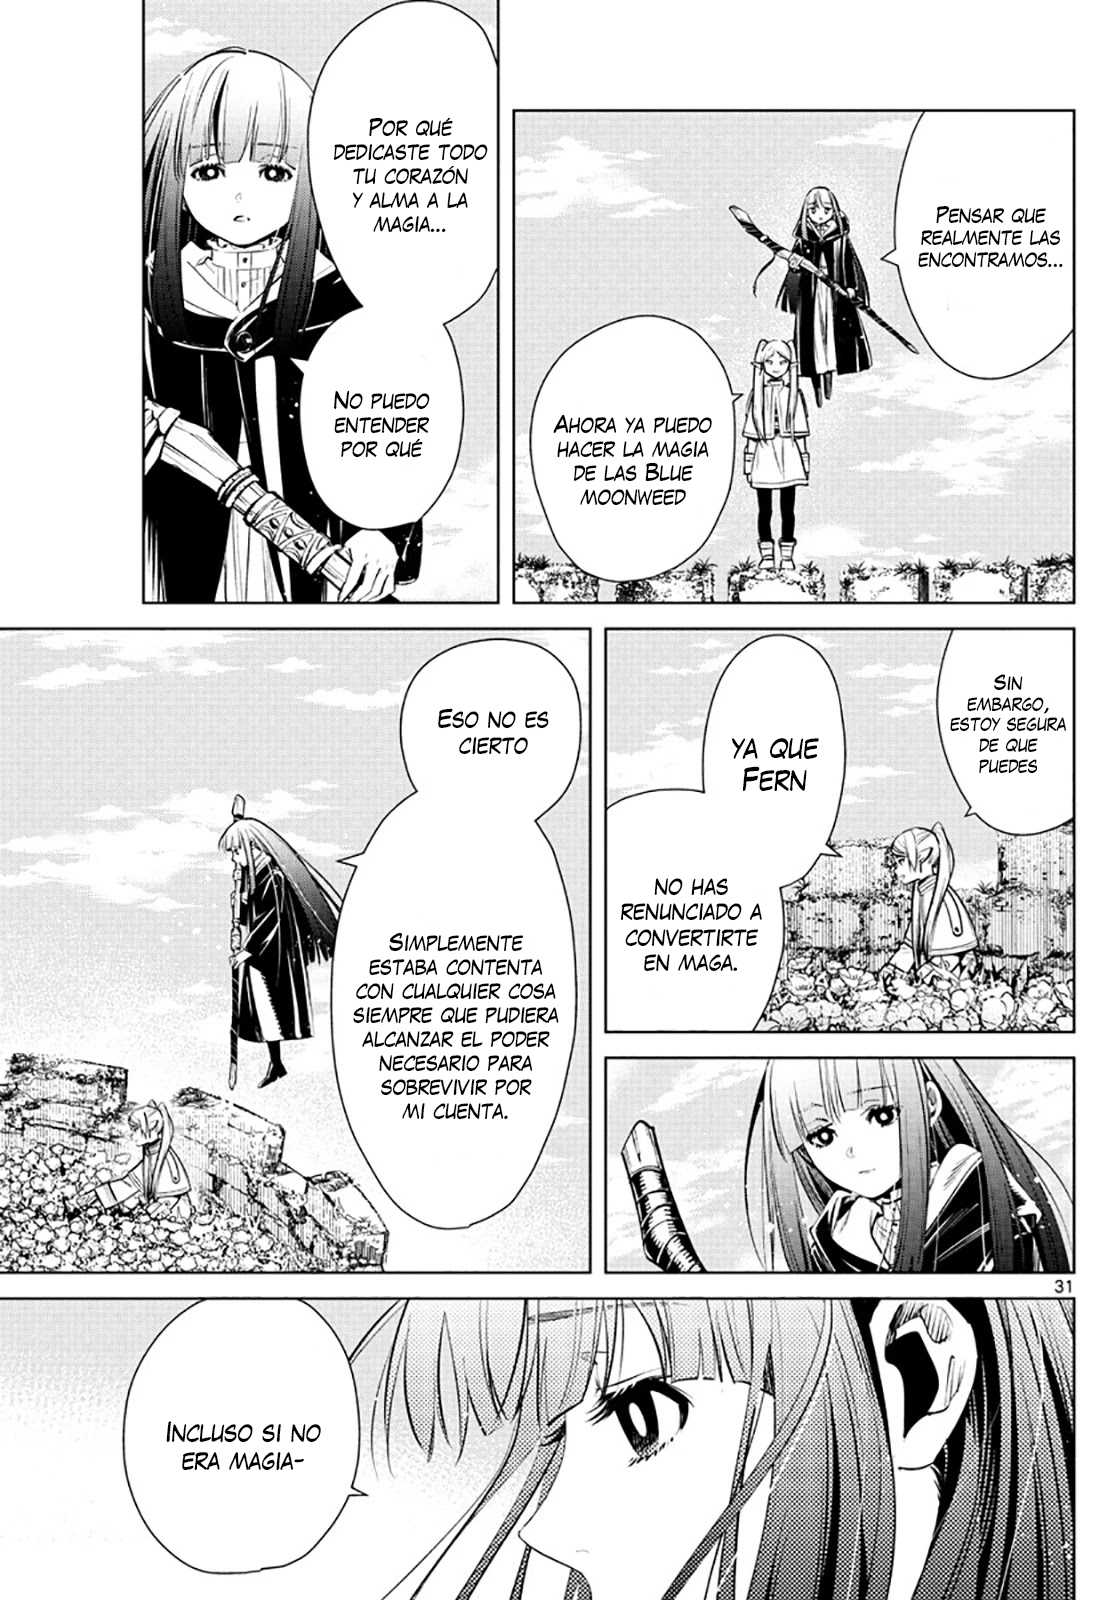 PENSAR QUE
REALMENTE LAS
ENCONTRAMOS...
AHORA YA PUEDO
HACER LA MAGIA
DE LAS BLUE
MOONWEED
POR QUÉ
DEDICASTE TODO
TU CORAZÓN
Y ALMA A LA
MAGIA...
NO PUEDO
ENTENDER
POR QUÉ
SIN
EMBARGO,
ESTOY SEGURA
DE QUE
PUEDES
YA QUE
FERN
NO HAS
RENUNCIADO A
CONVERTIRTE
EN MAGA.
ESO NO ES
CIERTO
SIMPLEMENTE
ESTABA CONTENTA
CON CUALQUIER COSA
SIEMPRE QUE PUDIERA
ALCANZAR EL PODER
NECESARIO PARA
SOBREVIVIR POR
MI CUENTA.
31
INCLUSO SI NO
ERA MAGIA-